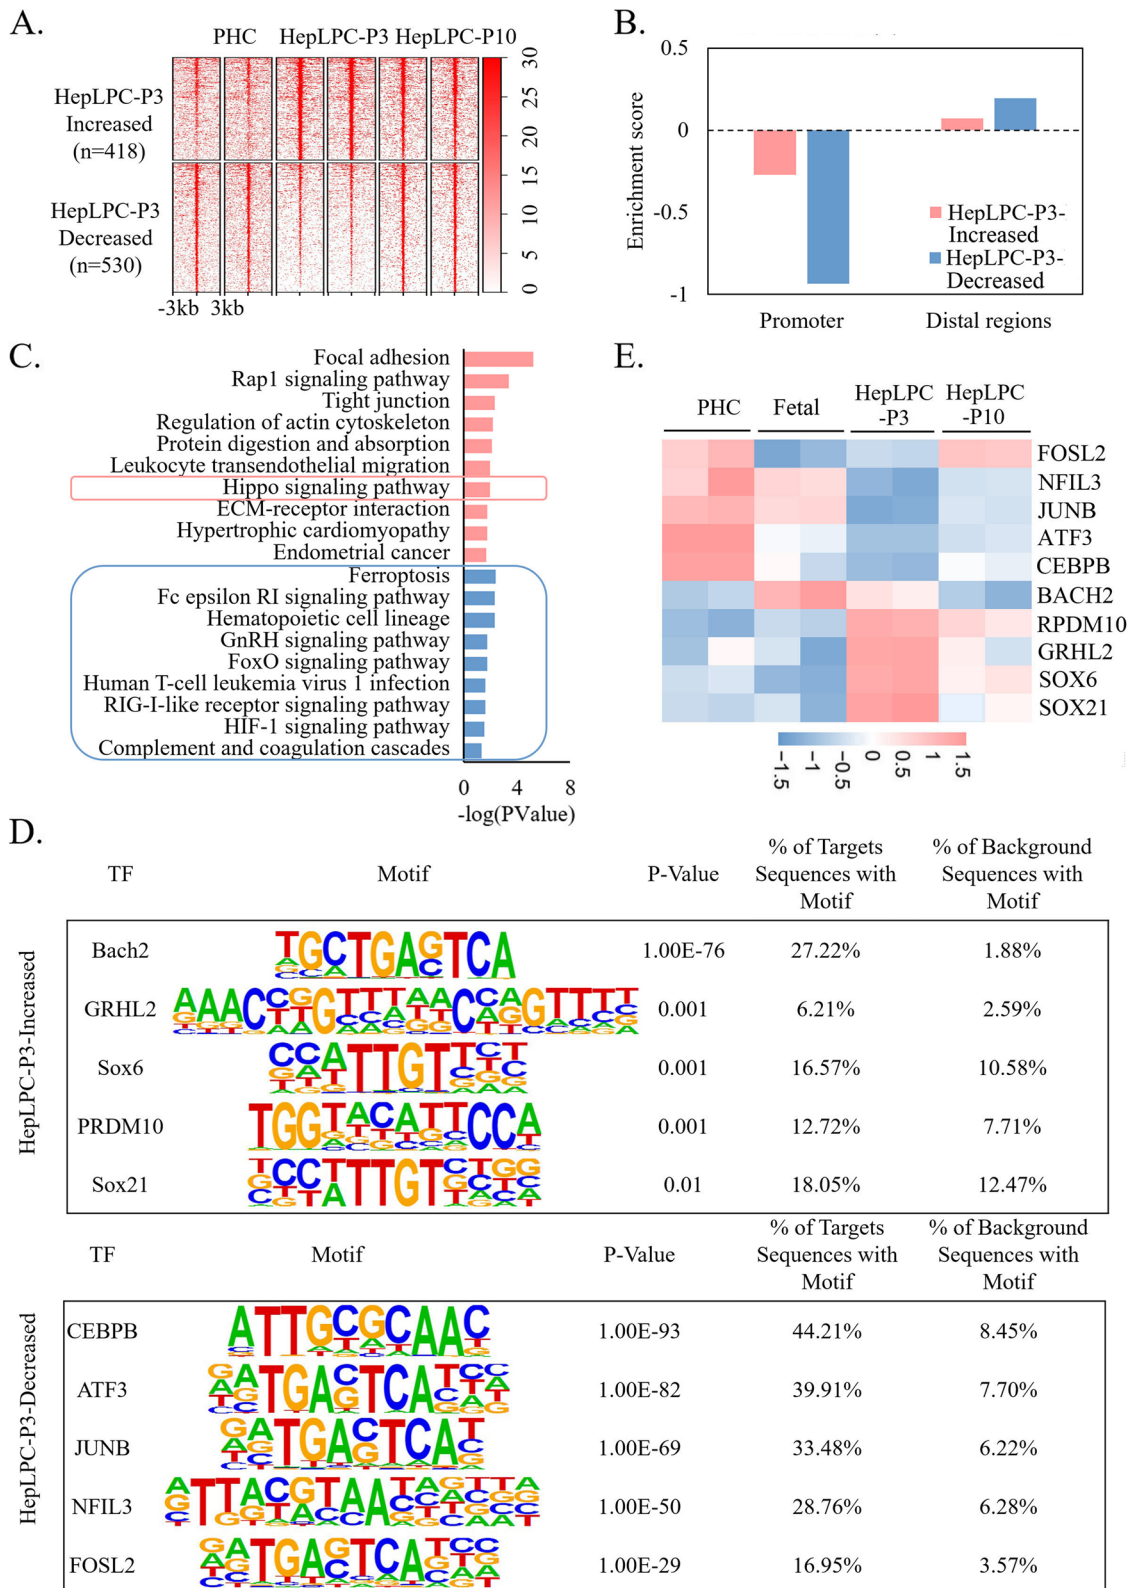 A.
PHC HepLPC-P3 HepLPC-P10
HepLPC-P3
Increased
(n=418)
HepLPC-P3
Decreased
(n=530)
-3kb 3kb
30
25
20
15
10
5
0
B.
Enrichment score
0.5
0
-0.5
-1
HepLPC-P3-
Increased
HepLPC-P3-
Decreased
Promoter Distal regions
C.
Focal adhesion
Rap1 signaling pathway
Tight junction
Regulation of actin cytoskeleton
Protein digestion and absorption
Leukocyte transendothelial migration
Hippo signaling pathway
ECM-receptor interaction
Hypertrophic cardiomyopathy
Endometrial cancer
Ferroptosis
Fc epsilon RI signaling pathway
Hematopoietic cell lineage
GnRH signaling pathway
FoxO signaling pathway
Human T-cell leukemia virus 1 infection
RIG-I-like receptor signaling pathway
HIF-1 signaling pathway
Complement and coagulation cascades
0 4 8
-log(PValue)
E.
PHC Fetal HepLPC-P3 HepLPC-P10
FOSL2
NFIL3
JUNB
ATF3
CEBPB
BACH2
RPDM10
GRHL2
SOX6
SOX21
-1.5 -1 -0.5 0 0.5 1 1.5
D.
TF Motif P-Value % of Targets Sequences with Motif % of Background Sequences with Motif
HepLPC-P3-Increased
Bach2 TGCTGAGTCA 1.00E-76 27.22% 1.88%
GRHL2 AAACCGGTTTAACCAGTTTT 0.001 6.21% 2.59%
Sox6 CCATTGTTCT 0.001 16.57% 10.58%
PRDM10 TGGTACATTCCA 0.001 12.72% 7.71%
Sox21 TCCTTTGTCTGG 0.01 18.05% 12.47%
TF Motif P-Value % of Targets Sequences with Motif % of Background Sequences with Motif
HepLPC-P3-Decreased
CEBPB ATTGCGCAAC 1.00E-93 44.21% 8.45%
ATF3 GATGACTCATCC 1.00E-82 39.91% 7.70%
JUNB GATGACTCAT 1.00E-69 33.48% 6.22%
NFIL3 ATTACGTAATAGTTA 1.00E-50 28.76% 6.28%
FOSL2 GATGAGTCATCC 1.00E-29 16.95% 3.57%